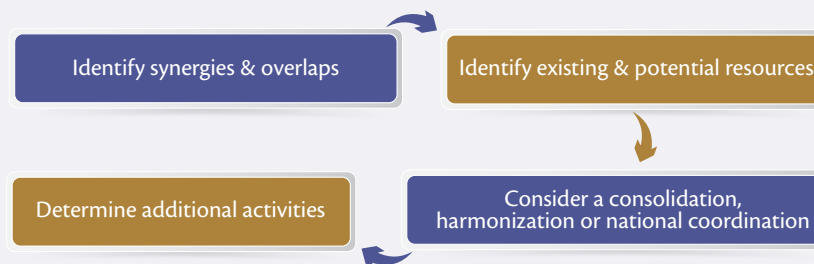 Identify synergies & overlaps
Identify existing & potential resources
Consider a consolidation,
harmonization or national coordination
Determine additional activities